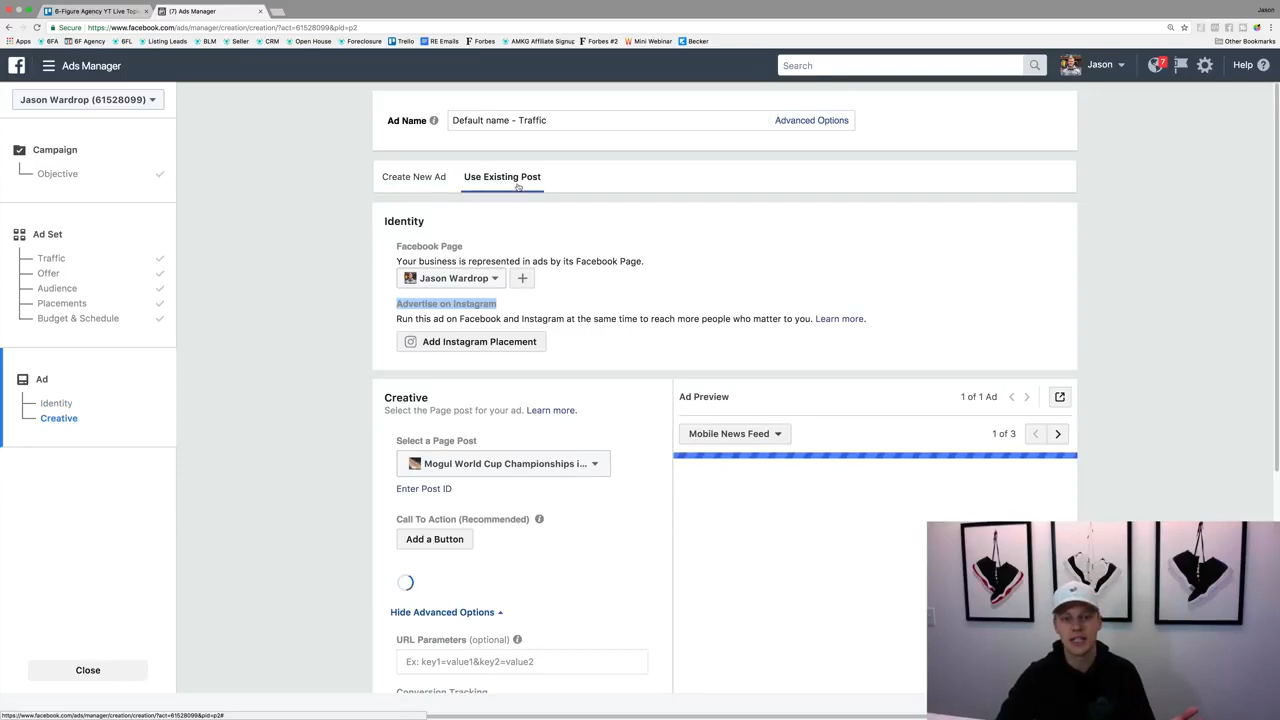 6-Figure Agency YT Live Topi
(7) Ads Manager
Jason
Secure
https://www.facebook.com/ads/manager/creation/creation/?act=61528099&pid=p2
Apps
6FA
6F Agency
6FL
Listing Leads
BLM
Seller
CRM
Open House
Foreclosure
Trello
RE Emails
Forbes
AMKG Affiliate Signup
Forbes #2
Mini Webinar
Becker
Other Bookmarks
Ads Manager
Search
Jason
7
Help
Jason Wardrop (61528099)
Campaign
Objective
Ad Set
Traffic
Offer
Audience
Placements
Budget & Schedule
Ad
Identity
Creative
Close
Ad Name
Default name - Traffic
Advanced Options
Create New Ad
Use Existing Post
Identity
Facebook Page
Your business is represented in ads by its Facebook Page.
Jason Wardrop
Advertise on Instagram
Run this ad on Facebook and Instagram at the same time to reach more people who matter to you. Learn more.
Add Instagram Placement
Creative
Select the Page post for your ad. Learn more.
Select a Page Post
Mogul World Cup Championships i...
Enter Post ID
Call To Action (Recommended)
Add a Button
Hide Advanced Options
URL Parameters (optional)
Ex: key1=value1&key2=value2
Conversion Tracking
Ad Preview
1 of 1 Ad
Mobile News Feed
1 of 3
https://www.facebook.com/ads/manager/creation/creation/?act=61528099&pid=p2#